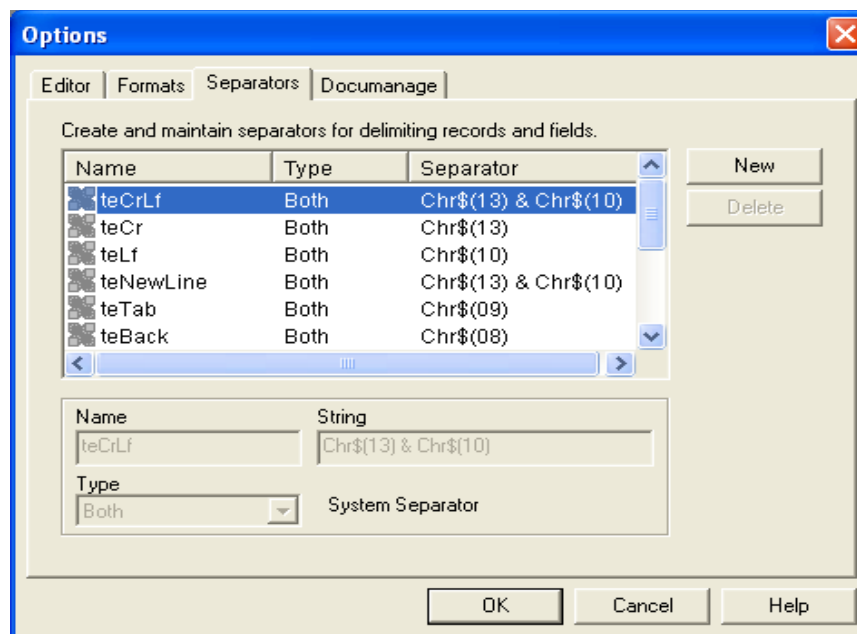 Options
Editor Formats Separators Documanage
Create and maintain separators for delimiting records and fields.
Name Type Separator New
teCrLf Both Chr$(13) & Chr$(10) Delete
teCr Both Chr$(13)
teLf Both Chr$(10)
teNewLine Both Chr$(13) & Chr$(10)
teTab Both Chr$(09)
teBack Both Chr$(08)
Name String
teCrLf Chr$(13) & Chr$(10)
Type
Both System Separator
OK Cancel Help